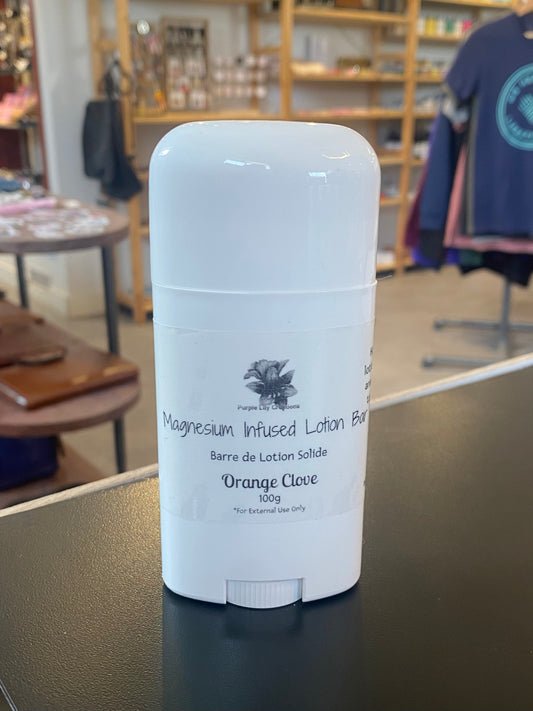 Purple Lily Creations
Magnesium Infused Lotion Bar
Barre de Lotion Solide
Orange Clove
100g
*For External Use Only